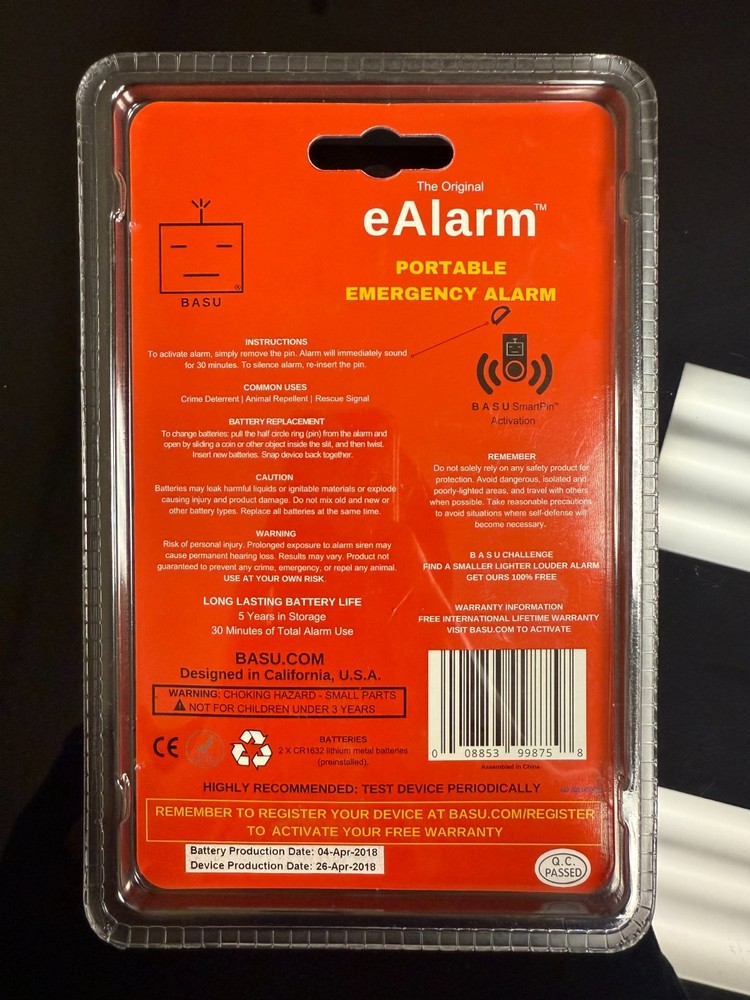 The Original
eAlarm™
PORTABLE
EMERGENCY ALARM
®
BASU
INSTRUCTIONS
To activate alarm, simply remove the pin. Alarm will immediately sound
for 30 minutes. To silence alarm, re-insert the pin.
COMMON USES
Crime Deterrent | Animal Repellent | Rescue Signal
BATTERY REPLACEMENT
To change batteries: pull the half circle ring (pin) from the alarm and
open by sliding a coin or other object inside the slit, and then twist.
Insert new batteries. Snap device back together.
CAUTION
Batteries may leak harmful liquids or ignitable materials or explode
causing injury and product damage. Do not mix old and new or
other battery types. Replace all batteries at the same time.
WARNING
Risk of personal injury. Prolonged exposure to alarm siren may
cause permanent hearing loss. Results may vary. Product not
guaranteed to prevent any crime, emergency, or repel any animal.
USE AT YOUR OWN RISK.
LONG LASTING BATTERY LIFE
5 Years in Storage
30 Minutes of Total Alarm Use
BASU SmartPin™
Activation
REMEMBER
Do not solely rely on any safety product for
protection. Avoid dangerous, isolated and
poorly-lighted areas, and travel with others
when possible. Take reasonable precautions
to avoid situations where self-defense will
become necessary.
BASU CHALLENGE
FIND A SMALLER LIGHTER LOUDER ALARM
GET OURS 100% FREE
WARRANTY INFORMATION
FREE INTERNATIONAL LIFETIME WARRANTY
VISIT BASU.COM TO ACTIVATE
BASU.COM
Designed in California, U.S.A.
WARNING: CHOKING HAZARD - SMALL PARTS
NOT FOR CHILDREN UNDER 3 YEARS
CE
BATTERIES
2 X CR1632 lithium metal batteries
(preinstalled).
0 08853 99875 8
Assembled in China
HIGHLY RECOMMENDED: TEST DEVICE PERIODICALLY
REMEMBER TO REGISTER YOUR DEVICE AT BASU.COM/REGISTER
TO ACTIVATE YOUR FREE WARRANTY
Battery Production Date: 04-Apr-2018
Device Production Date: 26-Apr-2018
Q.C.
PASSED